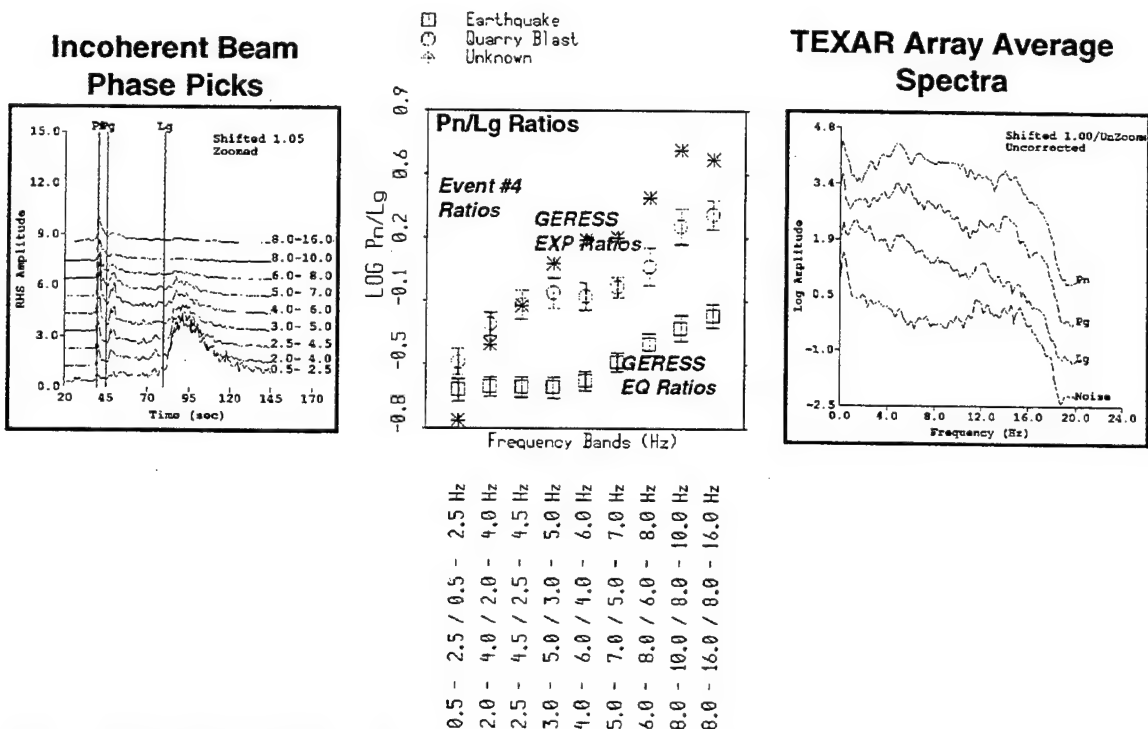 Earthquake
Quarry Blast
Unknown
Incoherent Beam
Phase Picks
Pg
Lg
Shifted 1.05
Zoomed
RMS Amplitude
15.0
12.0
9.0
6.0
3.0
0.0
8.0-16.0
8.0-10.0
6.0- 8.0
5.0- 7.0
4.0- 6.0
3.0- 5.0
2.5- 4.5
2.0- 4.0
0.5- 2.5
20 45 70 95 120 145 170
Time (sec)
Pn/Lg Ratios
Event #4
Ratios
GERESS
EXP Ratios
GERESS
EQ Ratios
LOG Pn/Lg
0.9
0.6
0.2
-0.1
-0.5
-0.8
Frequency Bands (Hz)
0.5 - 2.5 / 0.5 - 2.5 Hz
2.0 - 4.0 / 2.0 - 4.0 Hz
2.5 - 4.5 / 2.5 - 4.5 Hz
3.0 - 5.0 / 3.0 - 5.0 Hz
4.0 - 6.0 / 4.0 - 6.0 Hz
5.0 - 7.0 / 5.0 - 7.0 Hz
6.0 - 8.0 / 6.0 - 8.0 Hz
8.0 - 10.0 / 8.0 - 10.0 Hz
8.0 - 16.0 / 8.0 - 16.0 Hz
TEXAR Array Average
Spectra
Shifted 1.00/UnZoome
Uncorrected
Log Amplitude
4.8
3.4
1.9
0.5
-1.0
-2.5
Pn
Pg
Lg
Noise
0.0 4.0 8.0 12.0 16.0 20.0 24.0
Frequency (Hz)